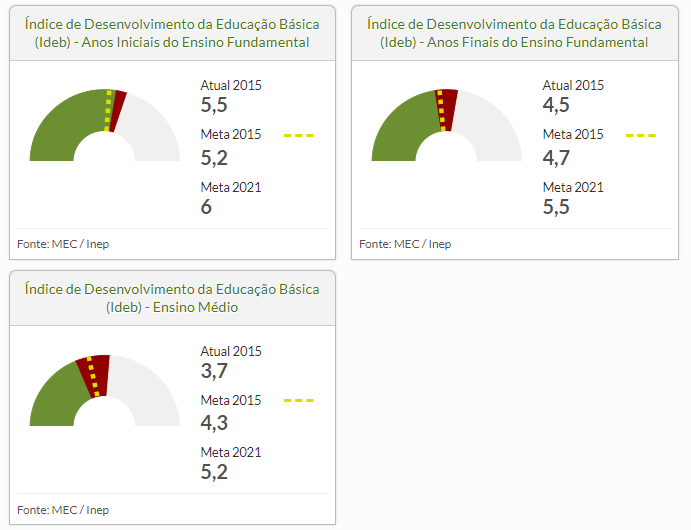 Índice de Desenvolvimento da Educação Básica
(Ideb) - Anos Iniciais do Ensino Fundamental
Atual 2015
5,5
Meta 2015
5,2
Meta 2021
6
Fonte: MEC / Inep
Índice de Desenvolvimento da Educação Básica
(Ideb) - Anos Finais do Ensino Fundamental
Atual 2015
4,5
Meta 2015
4,7
Meta 2021
5,5
Fonte: MEC / Inep
Índice de Desenvolvimento da Educação Básica
(Ideb) - Ensino Médio
Atual 2015
3,7
Meta 2015
4,3
Meta 2021
5,2
Fonte: MEC / Inep